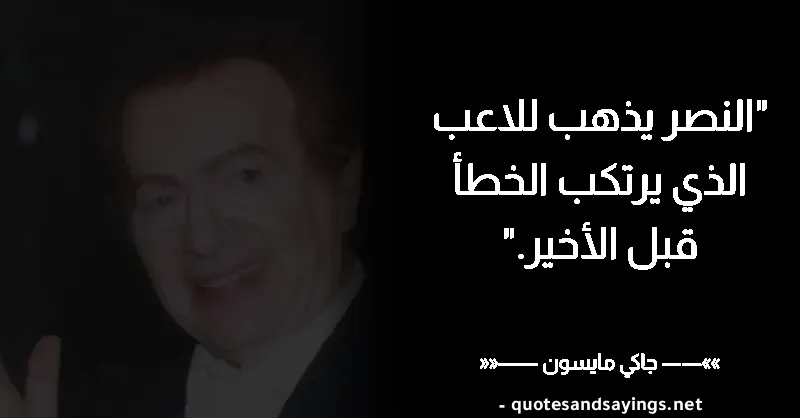 "النصر يذهب للاعب
الذي يرتكب الخطأ
قبل الأخير."
»»—— جاكي مايسون ——««
- quotesandsayings.net